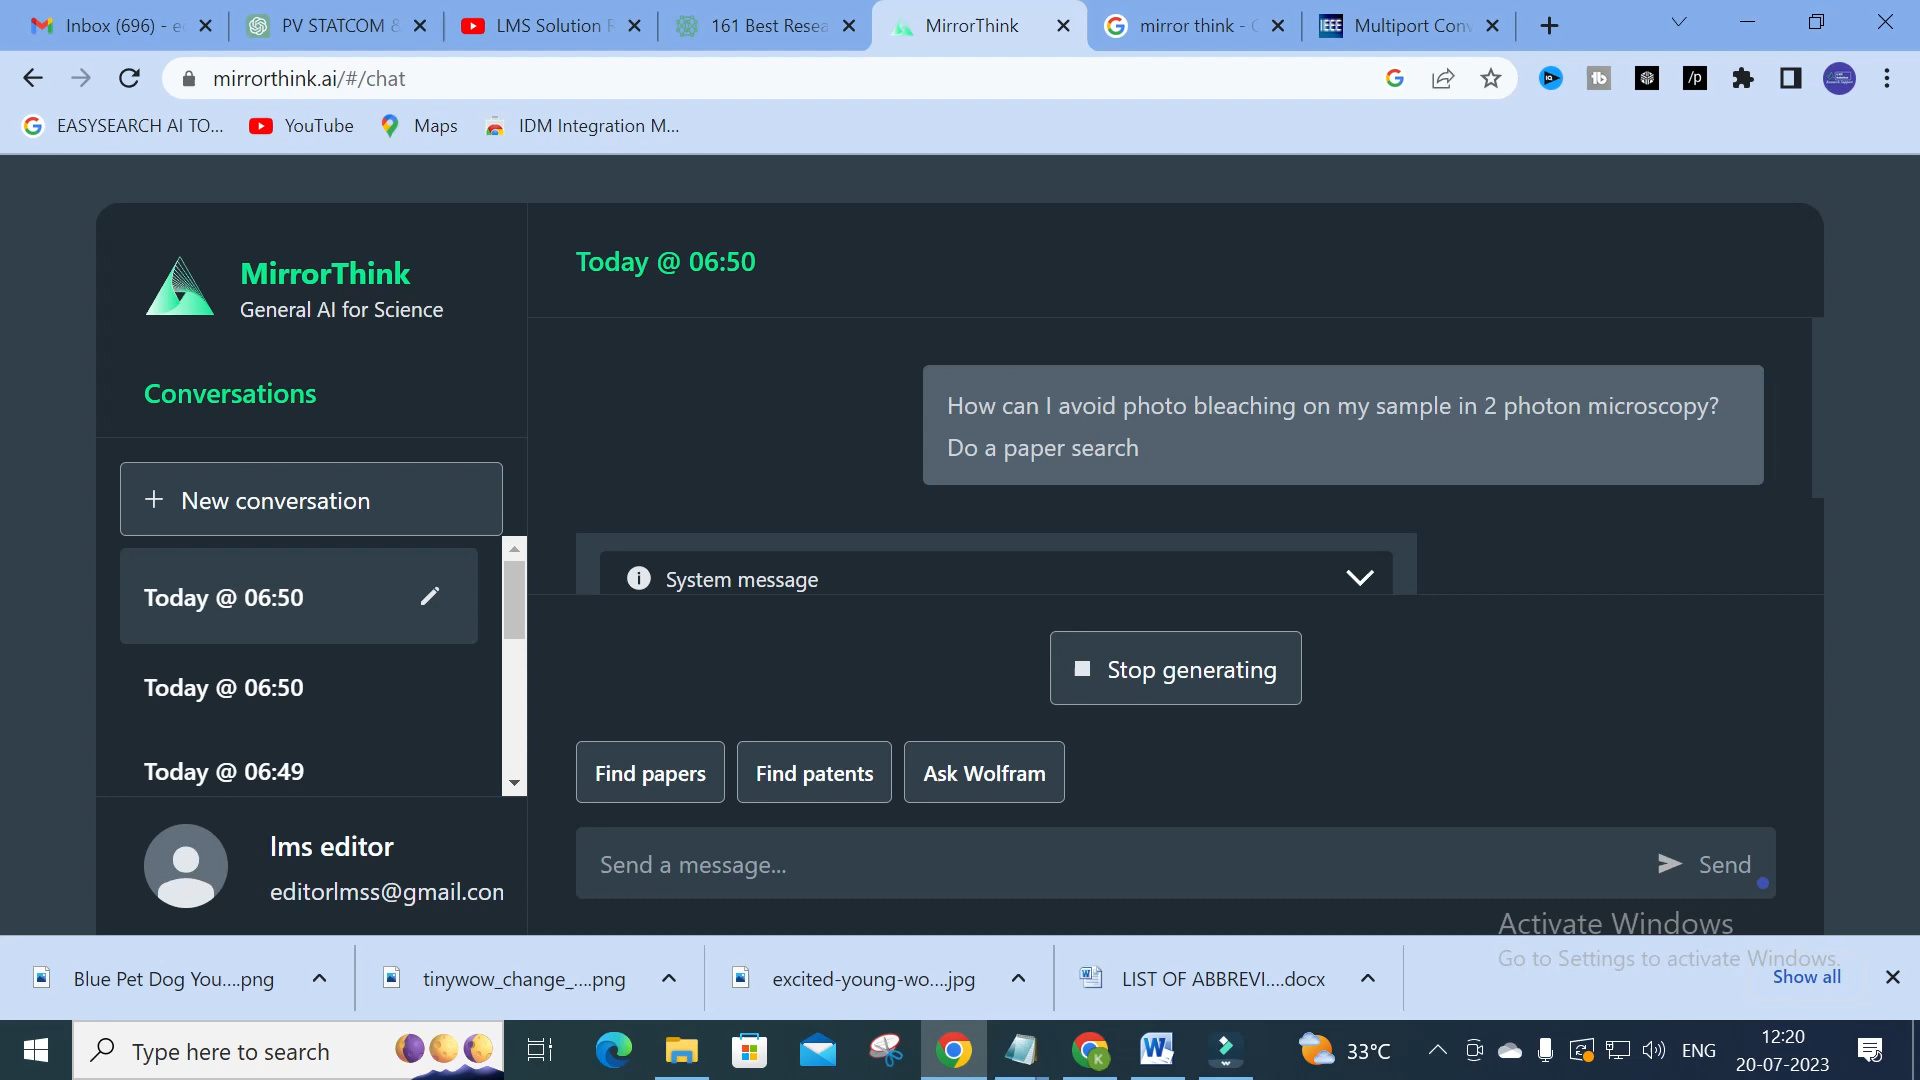 Inbox (696) - e
PV STATCOM &
LMS Solution R
161 Best Resea
MirrorThink
mirror think - G
IEEE
Multiport Conv
mirrorthink.ai/#/chat
EASYSEARCH AI TO...
YouTube
Maps
IDM Integration M...
MirrorThink
General AI for Science
Today @ 06:50
Conversations
How can I avoid photo bleaching on my sample in 2 photon microscopy?
Do a paper search
New conversation
System message
Today @ 06:50
Stop generating
Today @ 06:50
Today @ 06:49
Find papers
Find patents
Ask Wolfram
lms editor
editorlmss@gmail.con
Send a message...
Send
Activate Windows
Go to Settings to activate Windows.
Blue Pet Dog You....png
tinywow_change_....png
excited-young-wo....jpg
LIST OF ABBREVI....docx
Show all
Type here to search
33°C
ENG
12:20
20-07-2023